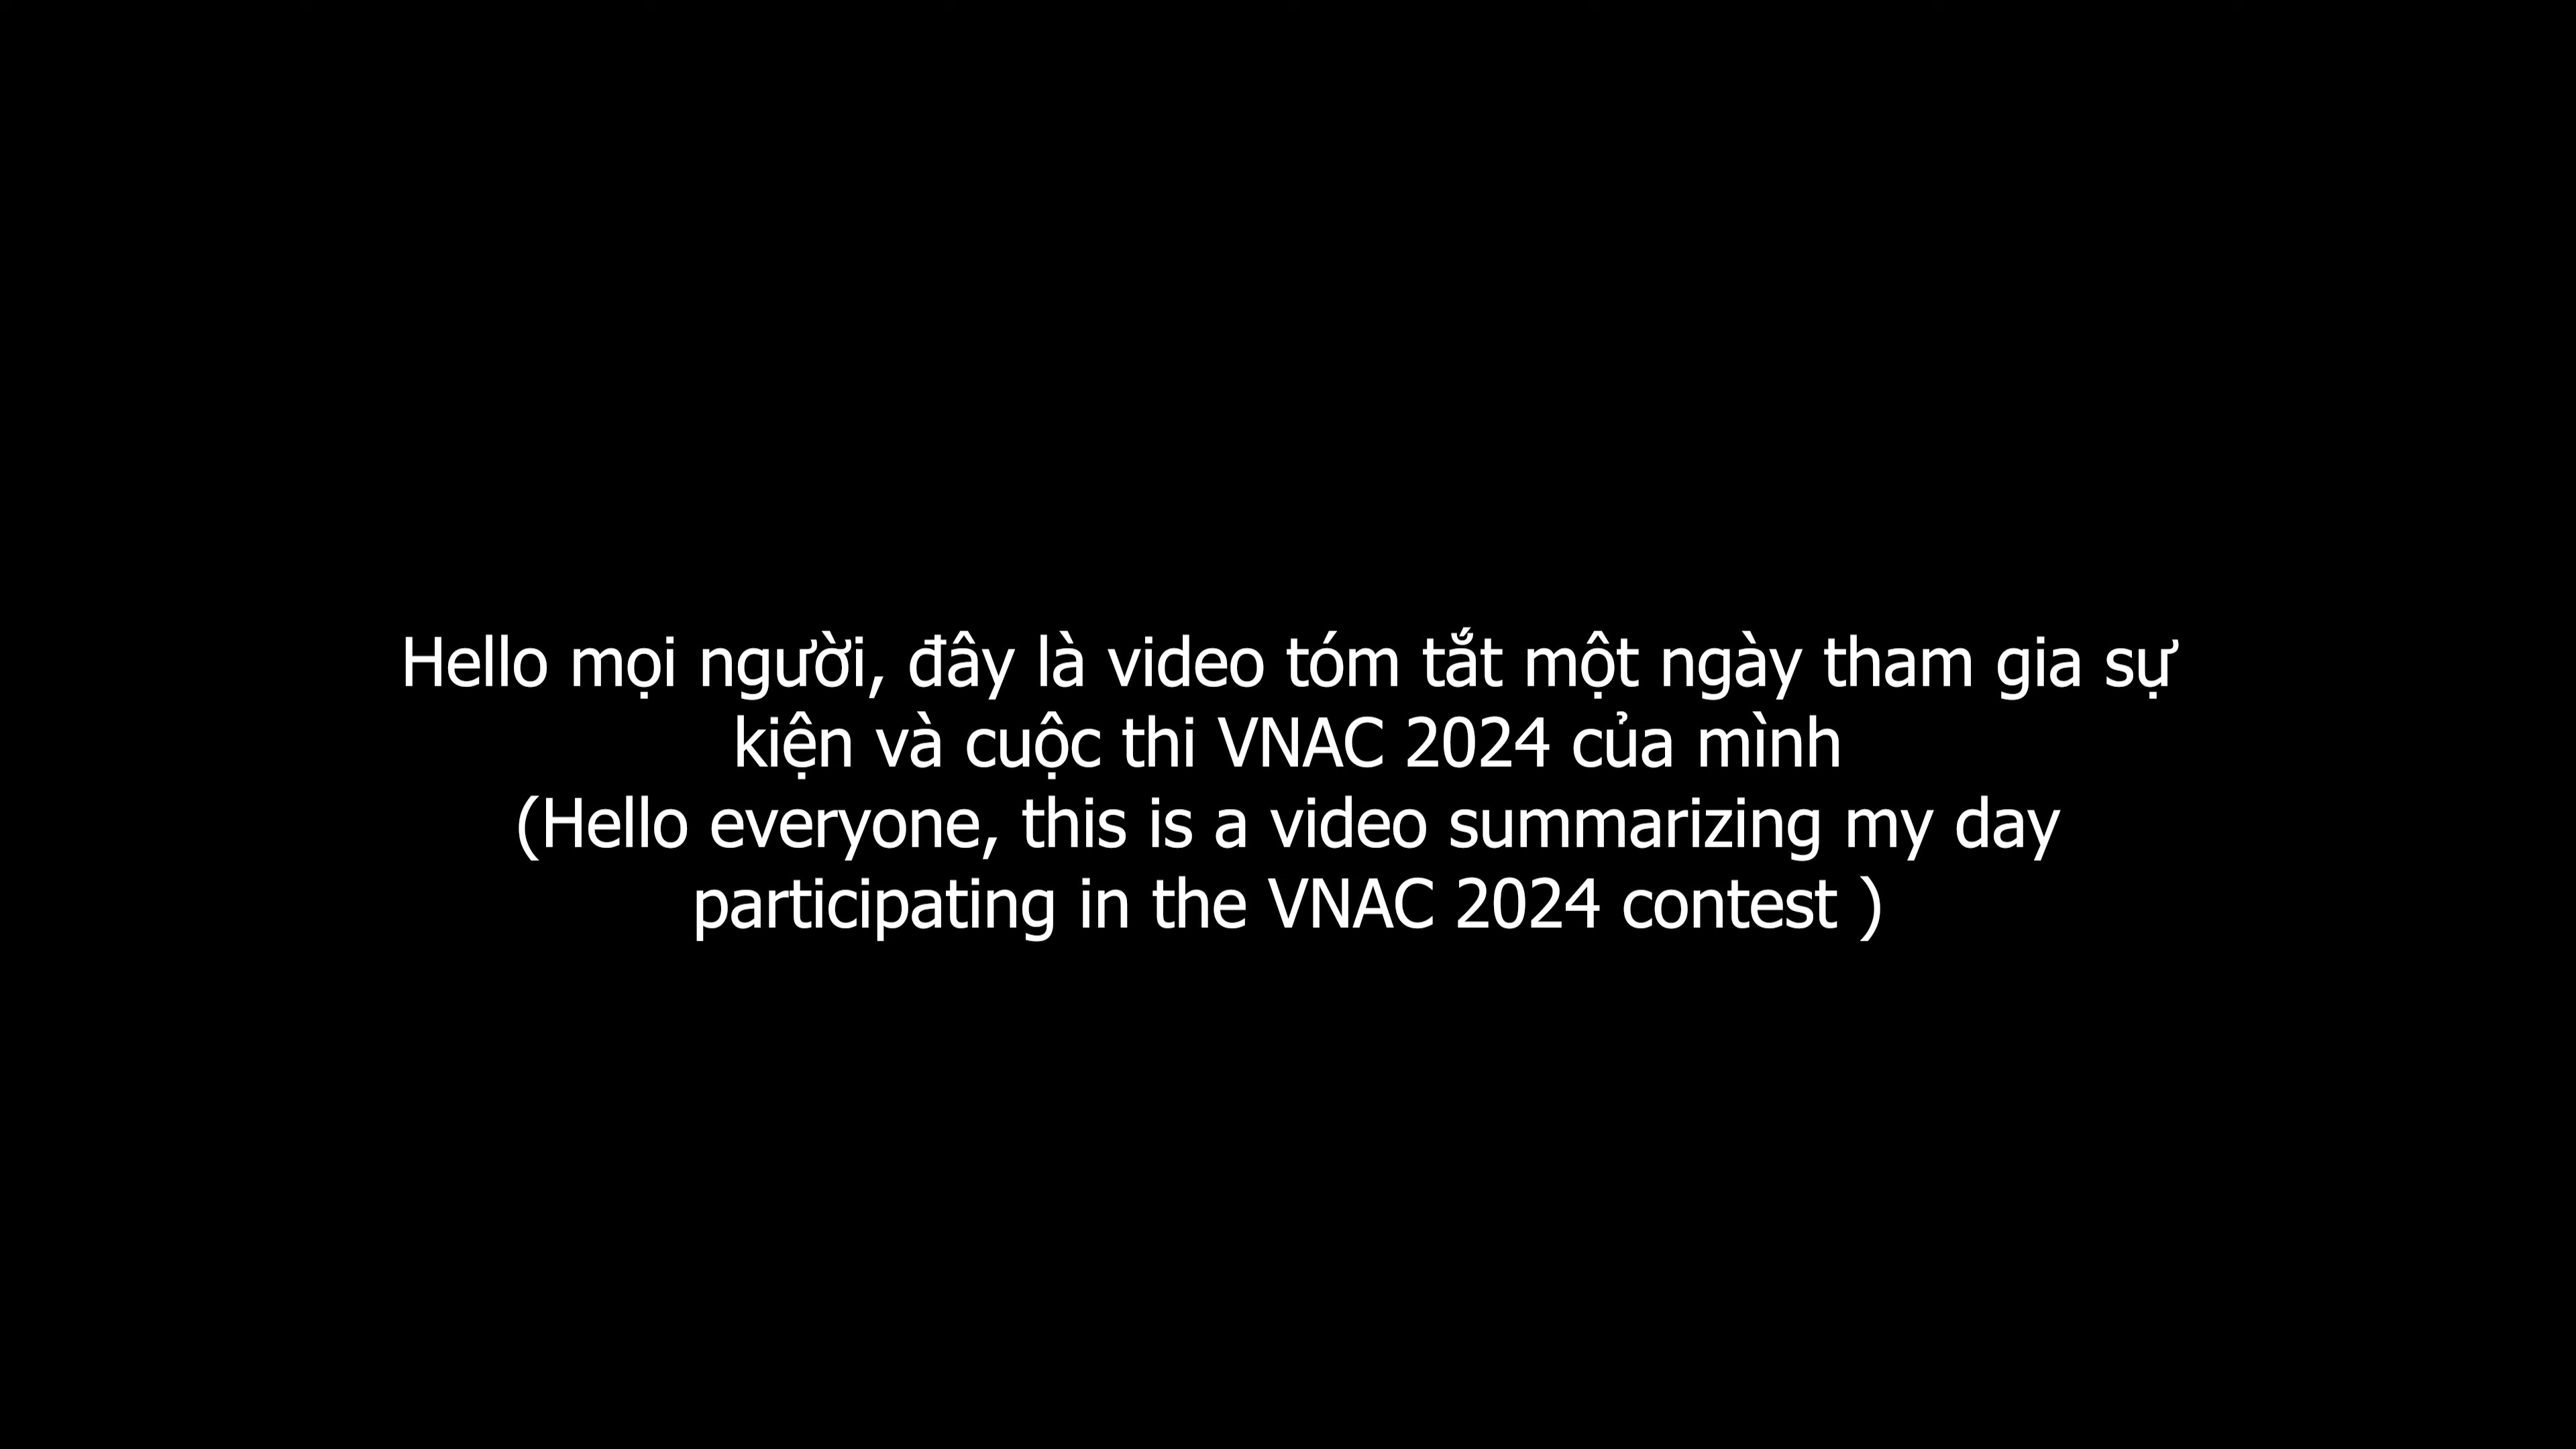 Hello mọi người, đây là video tóm tắt một ngày tham gia sự
kiện và cuộc thi VNAC 2024 của mình
(Hello everyone, this is a video summarizing my day
participating in the VNAC 2024 contest )